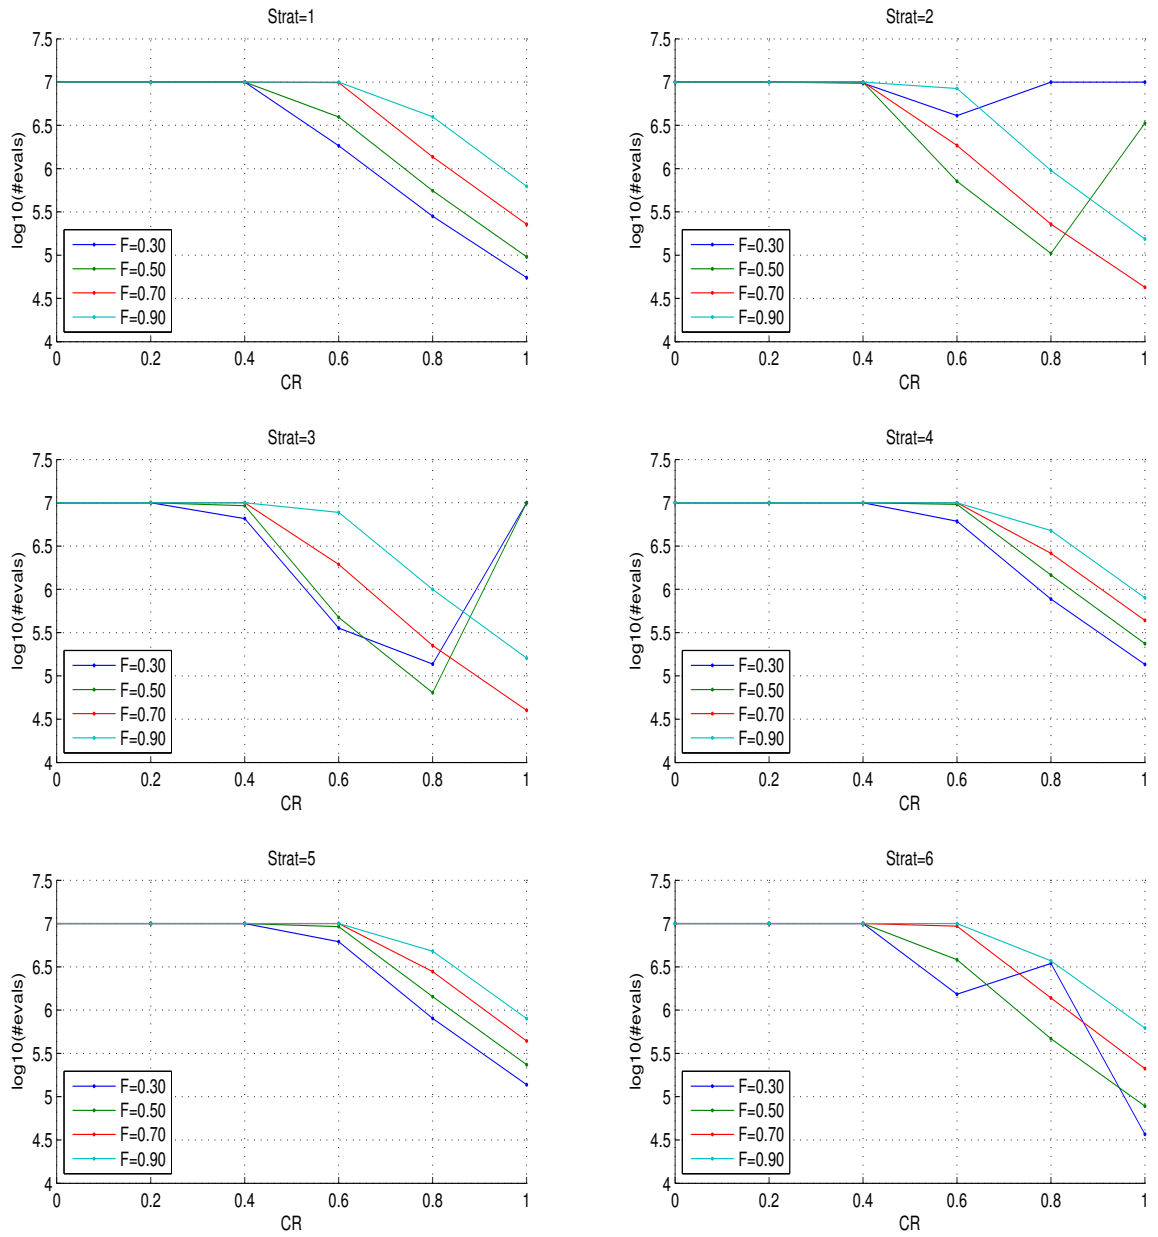 Strat=1
7.5
7
6.5
6
5.5
5
4.5
4
log10(#evals)
F=0.30
F=0.50
F=0.70
F=0.90
0 0.2 0.4 0.6 0.8 1
CR
Strat=2
7.5
7
6.5
6
5.5
5
4.5
4
log10(#evals)
F=0.30
F=0.50
F=0.70
F=0.90
0 0.2 0.4 0.6 0.8 1
CR
Strat=3
7.5
7
6.5
6
5.5
5
4.5
4
log10(#evals)
F=0.30
F=0.50
F=0.70
F=0.90
0 0.2 0.4 0.6 0.8 1
CR
Strat=4
7.5
7
6.5
6
5.5
5
4.5
4
log10(#evals)
F=0.30
F=0.50
F=0.70
F=0.90
0 0.2 0.4 0.6 0.8 1
CR
Strat=5
7.5
7
6.5
6
5.5
5
4.5
4
log10(#evals)
F=0.30
F=0.50
F=0.70
F=0.90
0 0.2 0.4 0.6 0.8 1
CR
Strat=6
7.5
7
6.5
6
5.5
5
4.5
4
log10(#evals)
F=0.30
F=0.50
F=0.70
F=0.90
0 0.2 0.4 0.6 0.8 1
CR